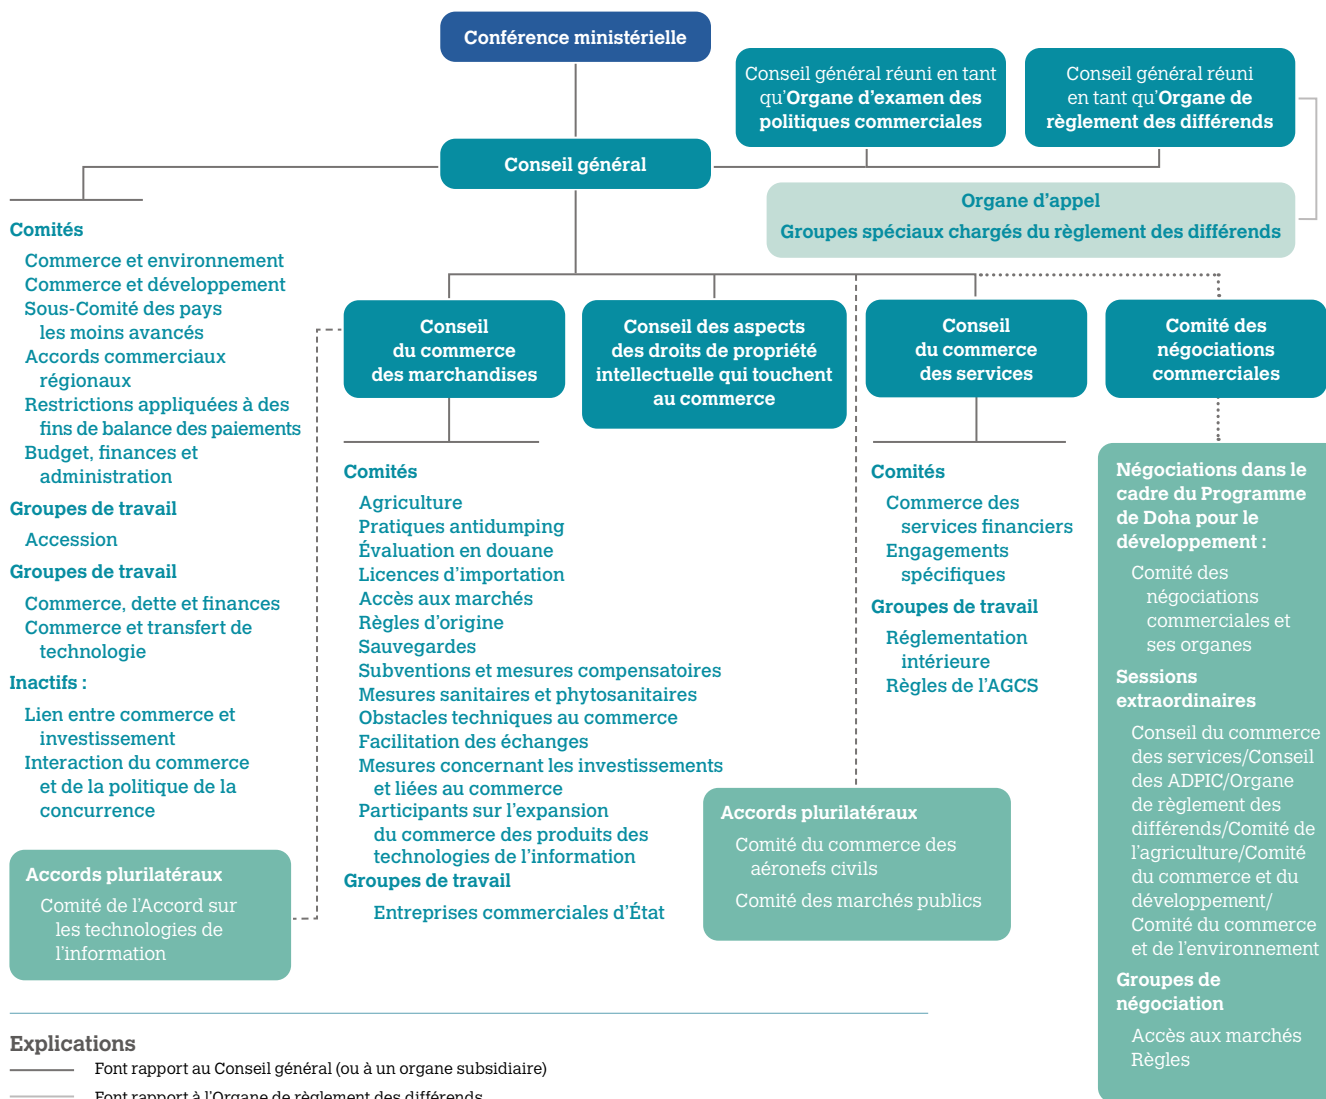 Conférence ministérielle
Conseil général réuni en tant
qu'Organe d'examen des
politiques commerciales
Conseil général réuni
en tant qu'Organe de
règlement des différends
Conseil général
Organe d'appel
Groupes spéciaux chargés du règlement des différends
Comités
Commerce et environnement
Commerce et développement
Sous-Comité des pays
les moins avancés
Accords commerciaux
régionaux
Restrictions appliquées à des
fins de balance des paiements
Budget, finances et
administration
Groupes de travail
Accession
Groupes de travail
Commerce, dette et finances
Commerce et transfert de
technologie
Inactifs :
Lien entre commerce et
investissement
Interaction du commerce
et de la politique de la
concurrence
Accords plurilatéraux
Comité de l'Accord sur
les technologies de
l'information
Conseil
du commerce
des marchandises
Comités
Agriculture
Pratiques antidumping
Évaluation en douane
Licences d'importation
Accès aux marchés
Règles d'origine
Sauvegardes
Subventions et mesures compensatoires
Mesures sanitaires et phytosanitaires
Obstacles techniques au commerce
Facilitation des échanges
Mesures concernant les investissements
et liées au commerce
Participants sur l'expansion
du commerce des produits des
technologies de l'information
Groupes de travail
Entreprises commerciales d'État
Conseil des aspects
des droits de propriété
intellectuelle qui touchent
au commerce
Conseil
du commerce
des services
Comités
Commerce des
services financiers
Engagements
spécifiques
Groupes de travail
Réglementation
intérieure
Règles de l'AGCS
Accords plurilatéraux
Comité du commerce des
aéronefs civils
Comité des marchés publics
Comité des
négociations
commerciales
Négociations dans le
cadre du Programme
de Doha pour le
développement :
Comité des
négociations
commerciales et
ses organes
Sessions
extraordinaires
Conseil du commerce
des services/Conseil
des ADPIC/Organe
de règlement des
différends/Comité de
l'agriculture/Comité
du commerce et du
développement/
Comité du commerce
et de l'environnement
Groupes de
négociation
Accès aux marchés
Règles
Explications
Font rapport au Conseil général (ou à un organe subsidiaire)
Font rapport à l'Organe de règlement des différends